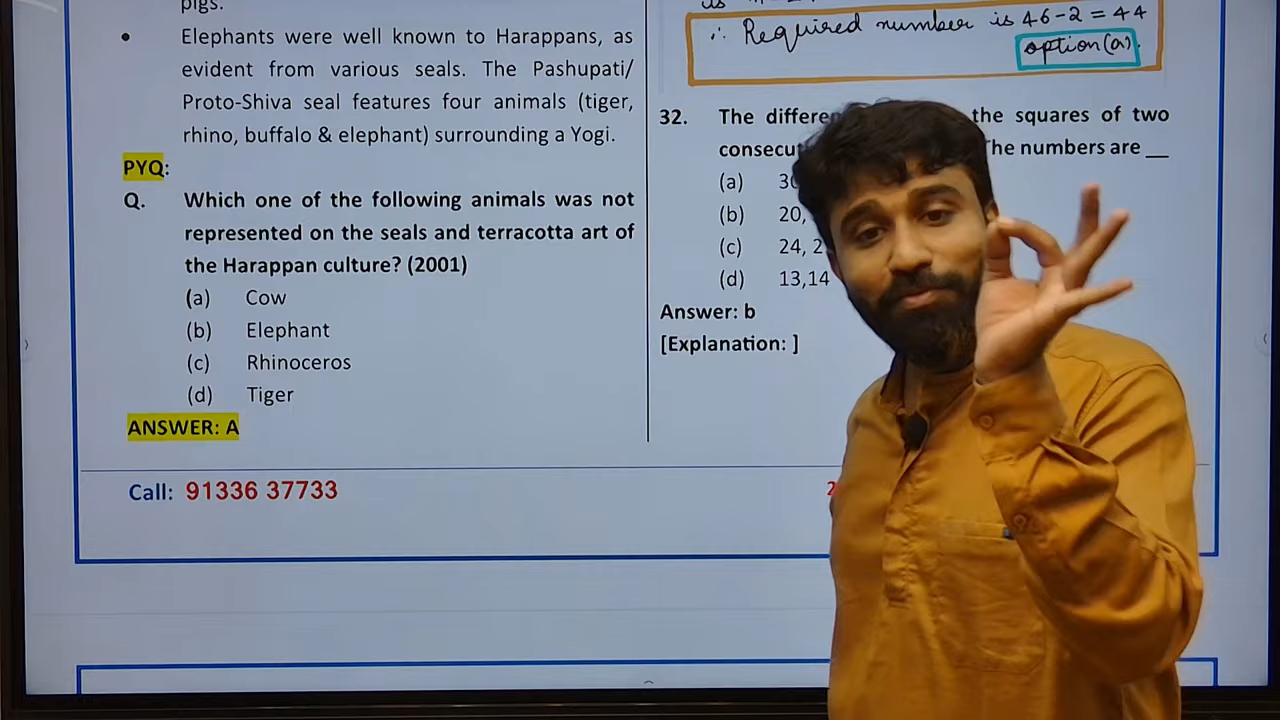 pigs.
• Elephants were well known to Harappans, as
evident from various seals. The Pashupati/
Proto-Shiva seal features four animals (tiger,
rhino, buffalo & elephant) surrounding a Yogi.
PYQ:
Q. Which one of the following animals was not
represented on the seals and terracotta art of
the Harappan culture? (2001)
(a) Cow
(b) Elephant
(c) Rhinoceros
(d) Tiger
ANSWER: A
Call: 91336 37733
is
∴ Required number is 46-2 = 44
option(a).
32. The the squares of two
The numbers are __
(a)
(b) 20,
(c) 24,
(d) 13,14
Answer: b
[Explanation: ]